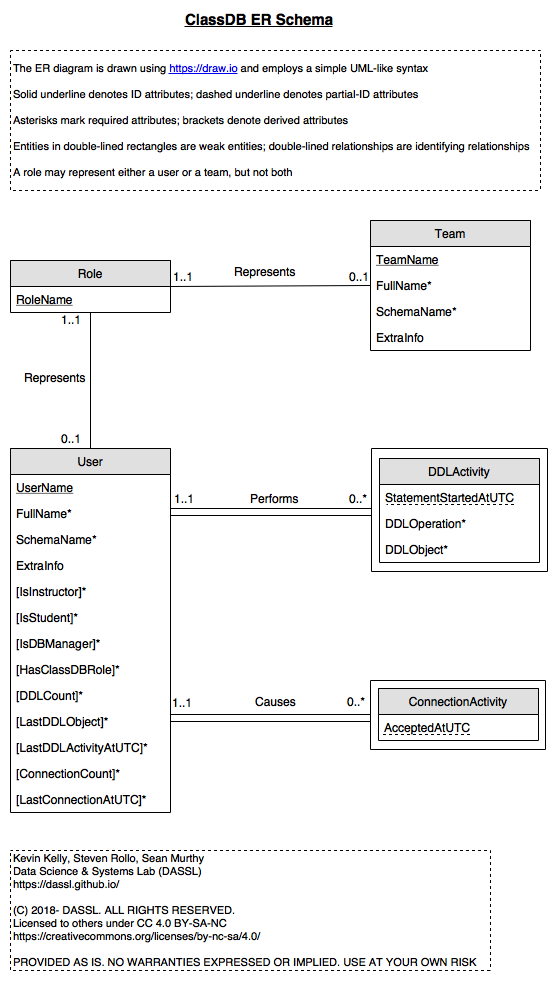 ClassDB ER Schema
The ER diagram is drawn using https://draw.io and employs a simple UML-like syntax
Solid underline denotes ID attributes; dashed underline denotes partial-ID attributes
Asterisks mark required attributes; brackets denote derived attributes
Entities in double-lined rectangles are weak entities; double-lined relationships are identifying relationships
A role may represent either a user or a team, but not both
Team
TeamName
FullName*
SchemaName*
ExtraInfo
Role
RoleName
1..1
Represents
0..1
1..1
Represents
0..1
User
UserName
FullName*
SchemaName*
ExtraInfo
[IsInstructor]*
[IsStudent]*
[IsDBManager]*
[HasClassDBRole]*
[DDLCount]*
[LastDDLObject]*
[LastDDLActivityAtUTC]*
[ConnectionCount]*
[LastConnectionAtUTC]*
1..1
Performs
0..*
DDLActivity
StatementStartedAtUTC
DDLOperation*
DDLObject*
1..1
Causes
0..*
ConnectionActivity
AcceptedAtUTC
Kevin Kelly, Steven Rollo, Sean Murthy
Data Science & Systems Lab (DASSL)
https://dassl.github.io/
(C) 2018- DASSL. ALL RIGHTS RESERVED.
Licensed to others under CC 4.0 BY-SA-NC
https://creativecommons.org/licenses/by-nc-sa/4.0/
PROVIDED AS IS. NO WARRANTIES EXPRESSED OR IMPLIED. USE AT YOUR OWN RISK